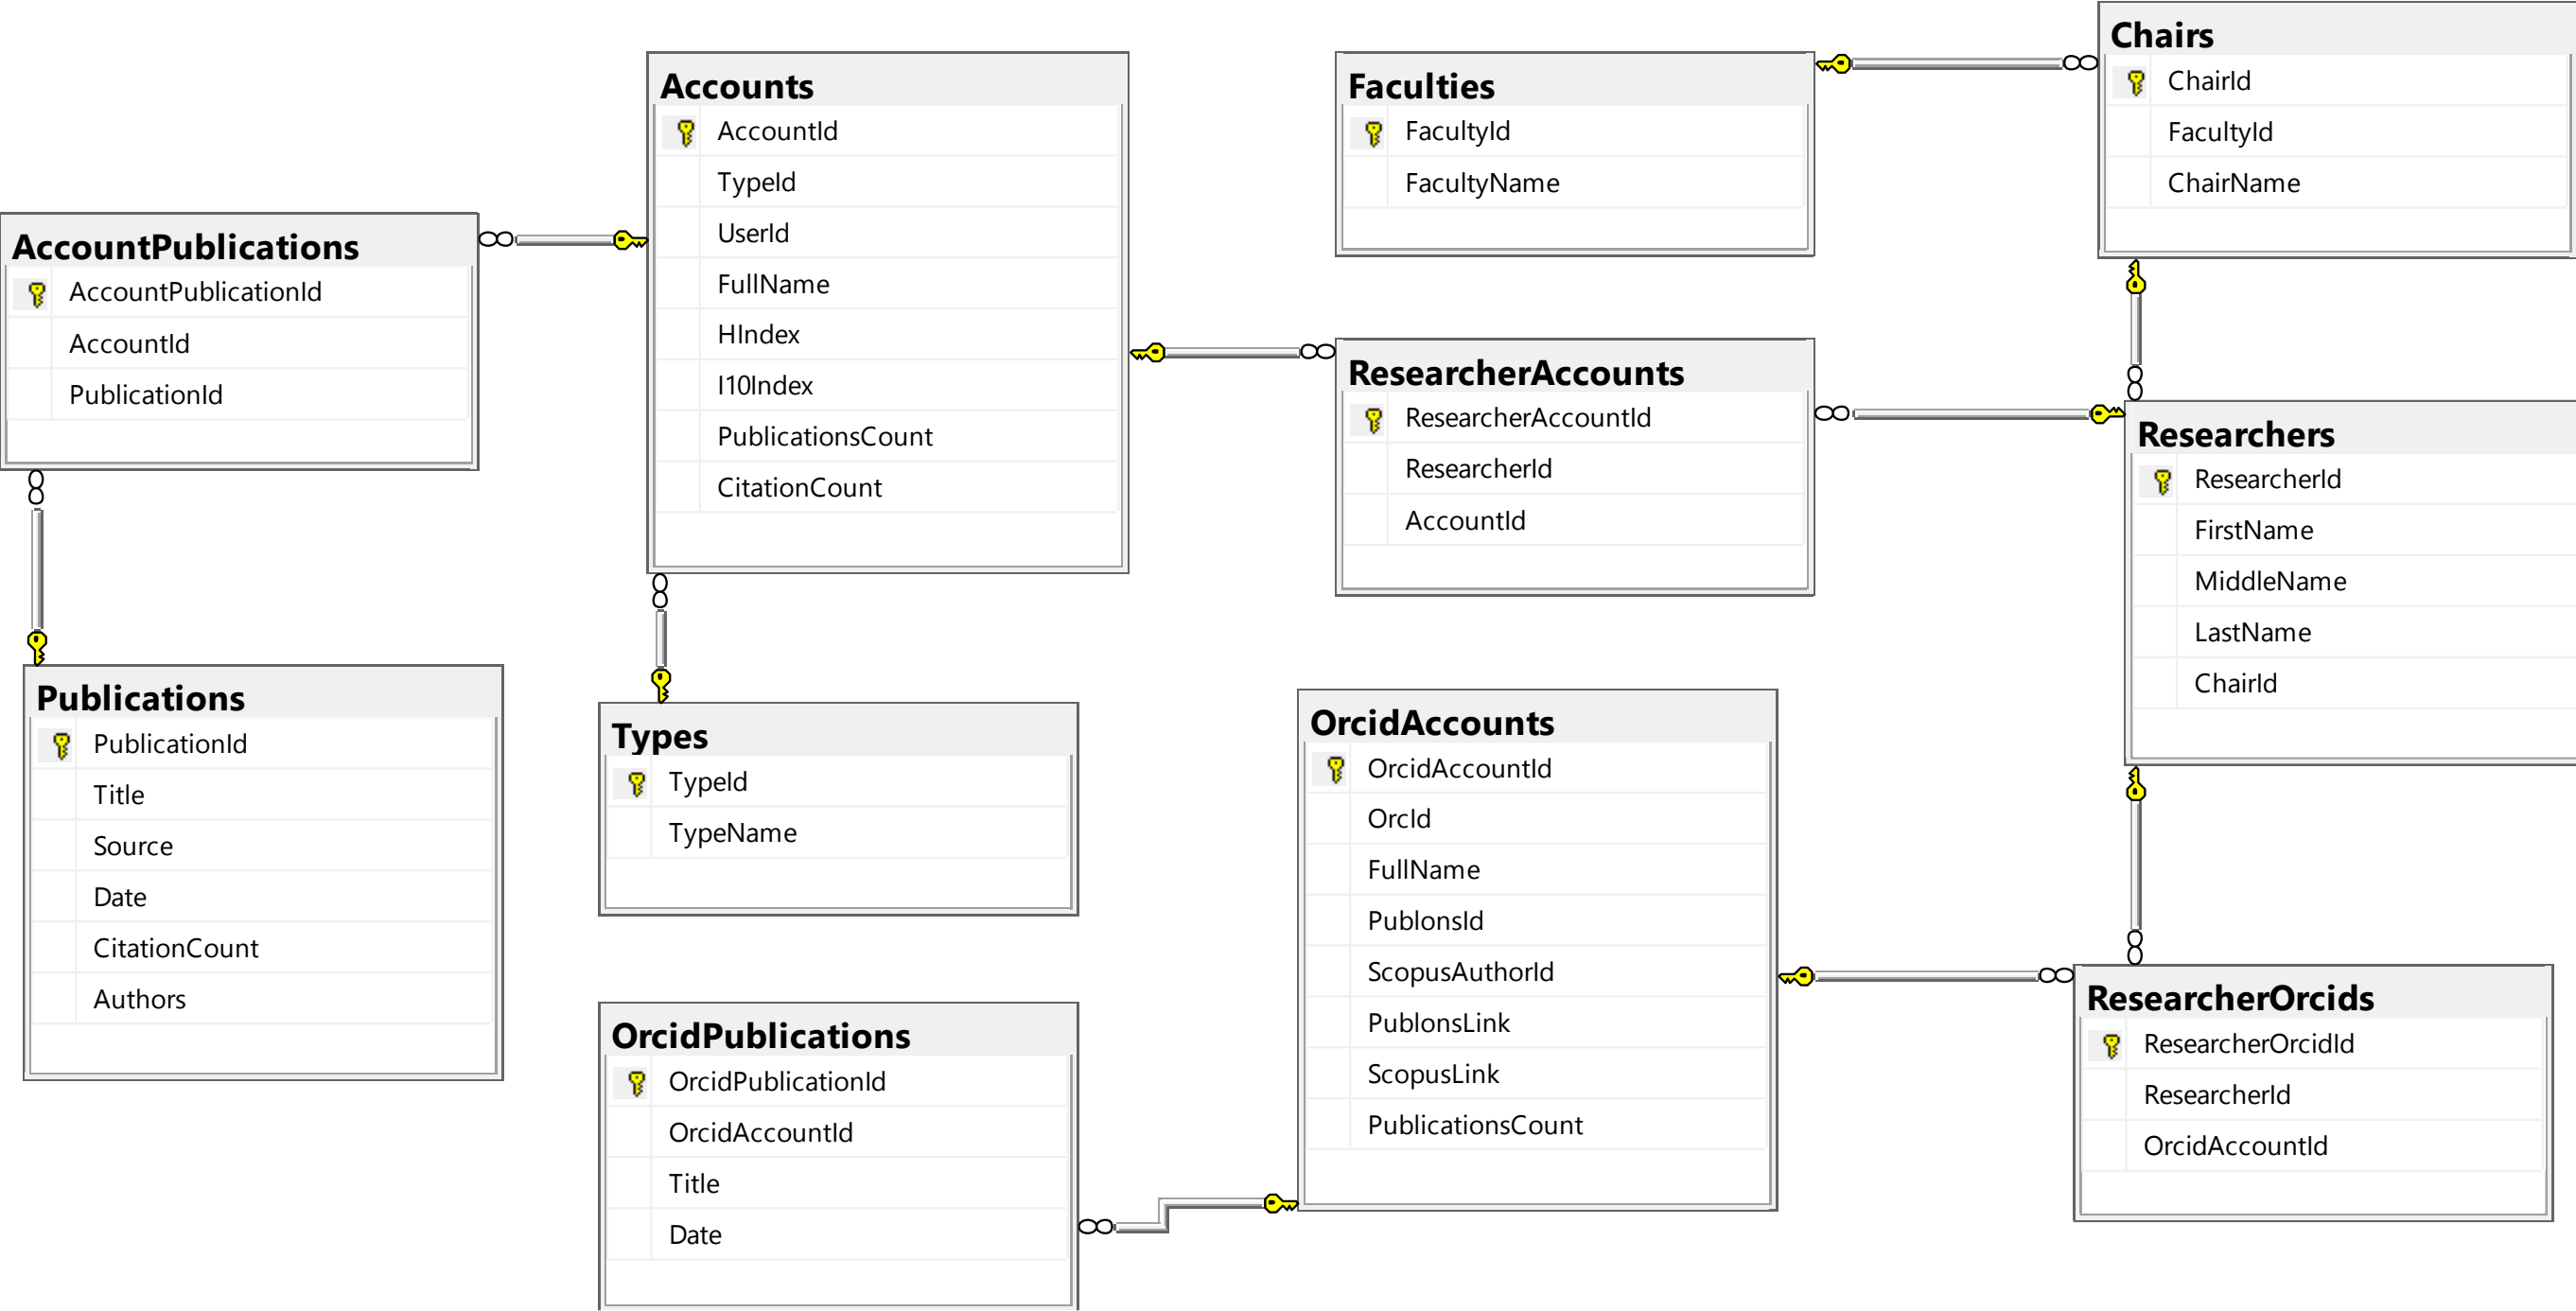 Accounts
AccountId
TypeId
UserId
FullName
HIndex
I10Index
PublicationsCount
CitationCount
Faculties
FacultyId
FacultyName
Chairs
ChairId
FacultyId
ChairName
AccountPublications
AccountPublicationId
AccountId
PublicationId
ResearcherAccounts
ResearcherAccountId
ResearcherId
AccountId
Researchers
ResearcherId
FirstName
MiddleName
LastName
ChairId
Publications
PublicationId
Title
Source
Date
CitationCount
Authors
Types
TypeId
TypeName
OrcidAccounts
OrcidAccountId
OrcId
FullName
PublonsId
ScopusAuthorId
PublonsLink
ScopusLink
PublicationsCount
OrcidPublications
OrcidPublicationId
OrcidAccountId
Title
Date
ResearcherOrcids
ResearcherOrcidId
ResearcherId
OrcidAccountId